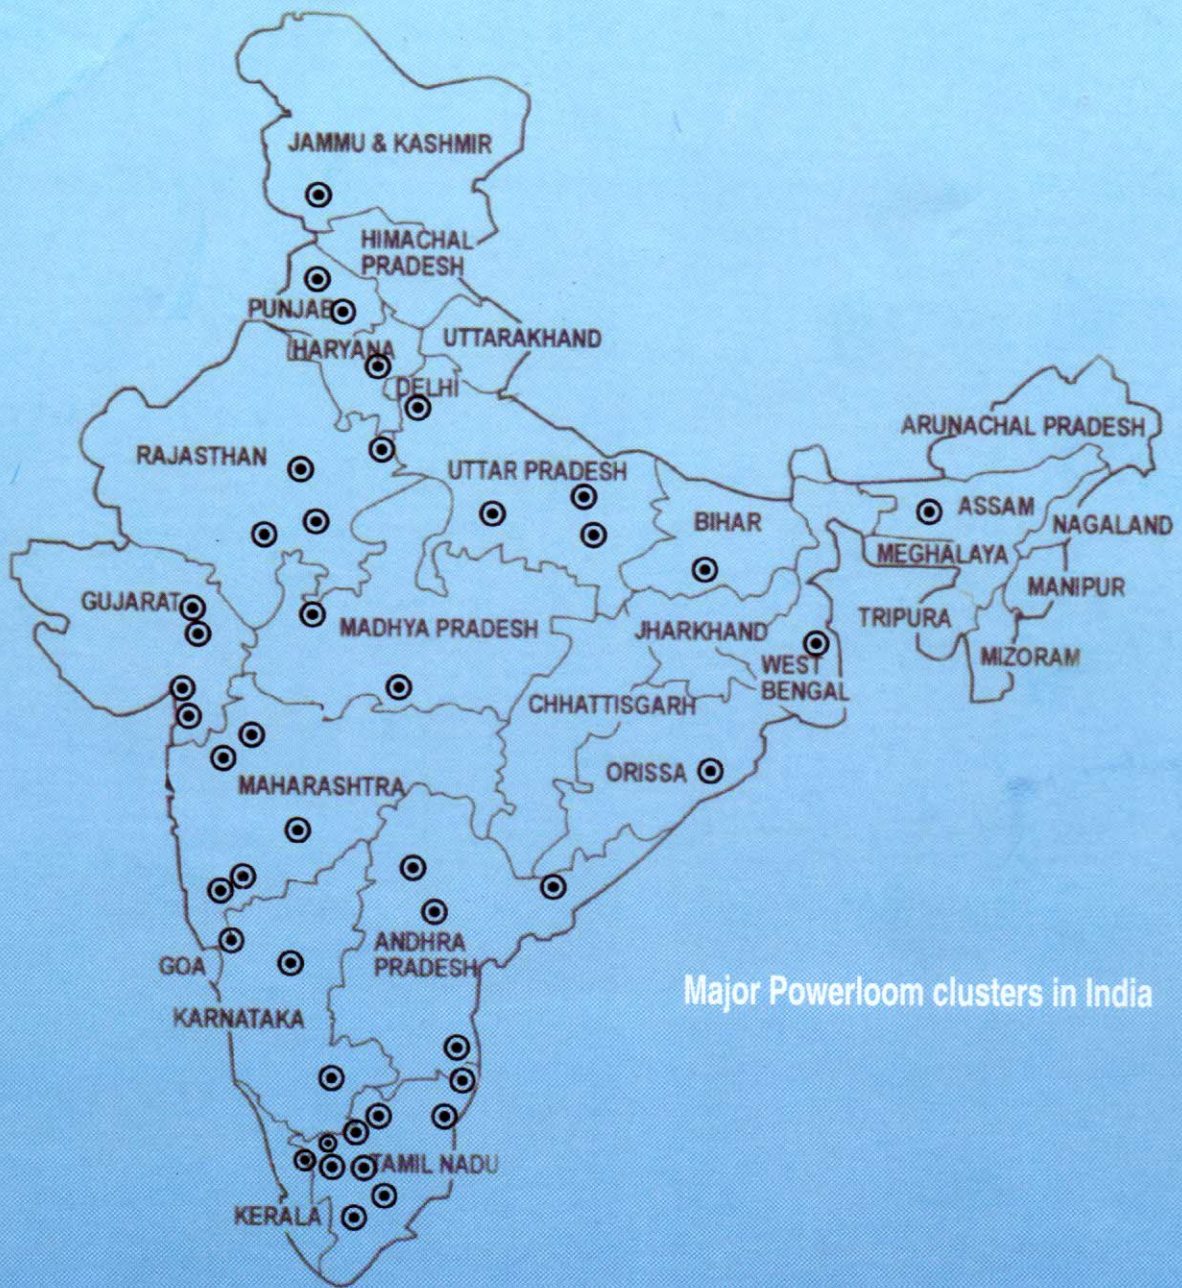 JAMMU & KASHMIR
HIMACHAL
PRADESH
PUNJAB
HARYANA
UTTARAKHAND
DELHI
ARUNACHAL PRADESH
RAJASTHAN
UTTAR PRADESH
BIHAR
ASSAM
NAGALAND
MEGHALAYA
MANIPUR
GUJARAT
MADHYA PRADESH
JHARKHAND
TRIPURA
MIZORAM
WEST
BENGAL
CHHATTISGARH
MAHARASHTRA
ORISSA
ANDHRA
PRADESH
GOA
Major Powerloom clusters in India
KARNATAKA
TAMIL NADU
KERALA